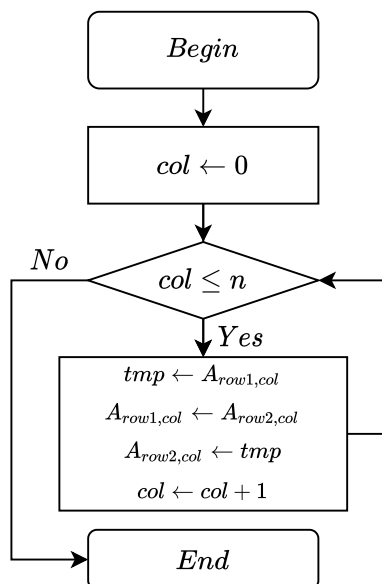 Begin
col ← 0
No
col ≤ n
Yes
tmp ← A_{row1,col}
A_{row1,col} ← A_{row2,col}
A_{row2,col} ← tmp
col ← col + 1
End